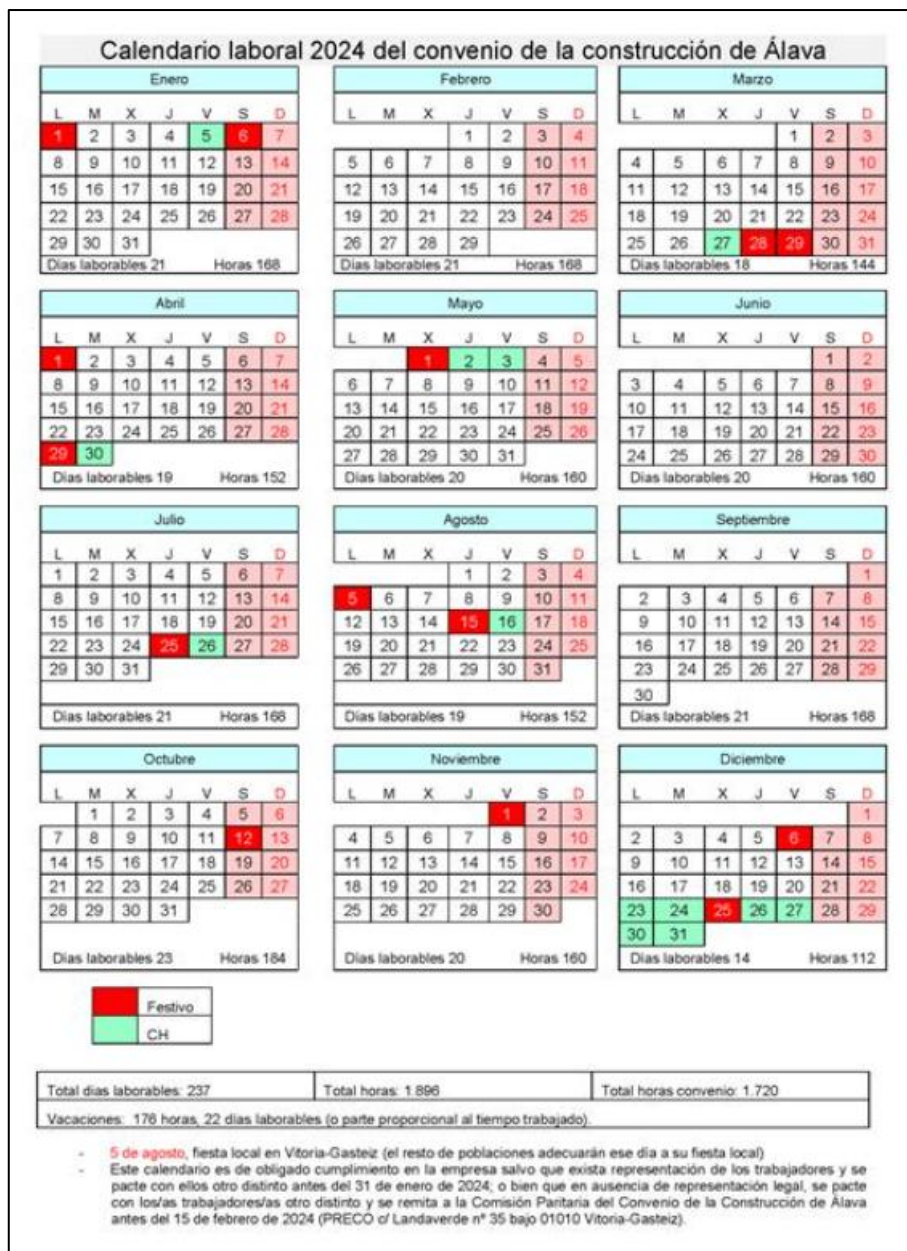 Calendario laboral 2024 del convenio de la construcción de Álava
Enero
L M X J V S D
1 2 3 4 5 6 7
8 9 10 11 12 13 14
15 16 17 18 19 20 21
22 23 24 25 26 27 28
29 30 31
Dias laborables 21 Horas 168
Febrero
L M X J V S D
1 2 3 4
5 6 7 8 9 10 11
12 13 14 15 16 17 18
19 20 21 22 23 24 25
26 27 28 29
Dias laborables 21 Horas 168
Marzo
L M X J V S D
1 2 3
4 5 6 7 8 9 10
11 12 13 14 15 16 17
18 19 20 21 22 23 24
25 26 27 28 29 30 31
Dias laborables 18 Horas 144
Abril
L M X J V S D
1 2 3 4 5 6 7
8 9 10 11 12 13 14
15 16 17 18 19 20 21
22 23 24 25 26 27 28
29 30
Dias laborables 19 Horas 152
Mayo
L M X J V S D
1 2 3 4 5
6 7 8 9 10 11 12
13 14 15 16 17 18 19
20 21 22 23 24 25 26
27 28 29 30 31
Dias laborables 20 Horas 160
Junio
L M X J V S D
1 2
3 4 5 6 7 8 9
10 11 12 13 14 15 16
17 18 19 20 21 22 23
24 25 26 27 28 29 30
Dias laborables 20 Horas 160
Julio
L M X J V S D
1 2 3 4 5 6 7
8 9 10 11 12 13 14
15 16 17 18 19 20 21
22 23 24 25 26 27 28
29 30 31
Dias laborables 21 Horas 168
Agosto
L M X J V S D
1 2 3 4
5 6 7 8 9 10 11
12 13 14 15 16 17 18
19 20 21 22 23 24 25
26 27 28 29 30 31
Dias laborables 19 Horas 152
Septiembre
L M X J V S D
1
2 3 4 5 6 7 8
9 10 11 12 13 14 15
16 17 18 19 20 21 22
23 24 25 26 27 28 29
30
Dias laborables 21 Horas 168
Octubre
L M X J V S D
1 2 3 4 5 6
7 8 9 10 11 12 13
14 15 16 17 18 19 20
21 22 23 24 25 26 27
28 29 30 31
Dias laborables 23 Horas 184
Noviembre
L M X J V S D
1 2 3
4 5 6 7 8 9 10
11 12 13 14 15 16 17
18 19 20 21 22 23 24
25 26 27 28 29 30
Dias laborables 20 Horas 160
Diciembre
L M X J V S D
1
2 3 4 5 6 7 8
9 10 11 12 13 14 15
16 17 18 19 20 21 22
23 24 25 26 27 28 29
30 31
Dias laborables 14 Horas 112
Festivo
CH
Total dias laborables: 237 Total horas: 1.896 Total horas convenio: 1.720
Vacaciones: 176 horas, 22 días laborables (o parte proporcional al tiempo trabajado).
- 5 de agosto, fiesta local en Vitoria-Gasteiz (el resto de poblaciones adecuarán ese día a su fiesta local)
- Este calendario es de obligado cumplimiento en la empresa salvo que exista representación de los trabajadores y se
pacte con ellos otro distinto antes del 31 de enero de 2024; o bien que en ausencia de representación legal, se pacte
con los/as trabajadores/as otro distinto y se remita a la Comisión Paritaria del Convenio de la Construcción de Álava
antes del 15 de febrero de 2024 (PRECO c/ Landaverde nº 35 bajo 01010 Vitoria-Gasteiz).